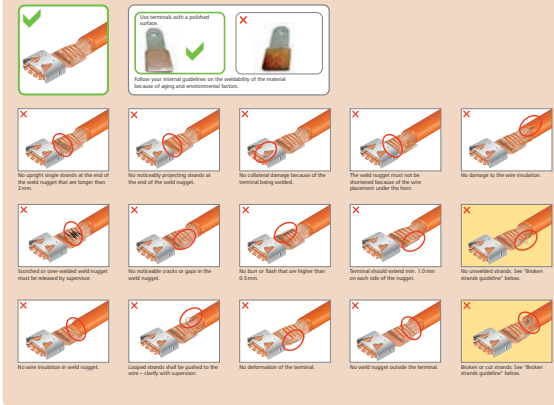 Use terminals with a polished
surface.
Follow your internal guidelines on the weldability of the material
because of aging and environmental factors.
No upright single strands at the end of
the weld nugget that are longer than
2 mm.
No noticeably projecting strands at
the end of the weld nugget.
No collateral damage because of the
terminal being welded.
The weld nugget must not be
shortened because of the wire
placement under the horn.
No damage to the wire insulation.
Scorched or over-welded weld nugget
must be released by supervisor.
No noticeable cracks or gaps in the
weld nugget.
No burr or flash that are higher than
0.5 mm.
Terminal should extend min. 1.0 mm
on each side of the nugget.
No unwelded strands. See "Broken
strands guideline" below.
No wire insulation in weld nugget.
Looped strands shall be pushed to the
wire – clarify with supervisor.
No deformation of the terminal.
No weld nugget outside the terminal.
Broken or cut strands: See "Broken
strands guideline" below.